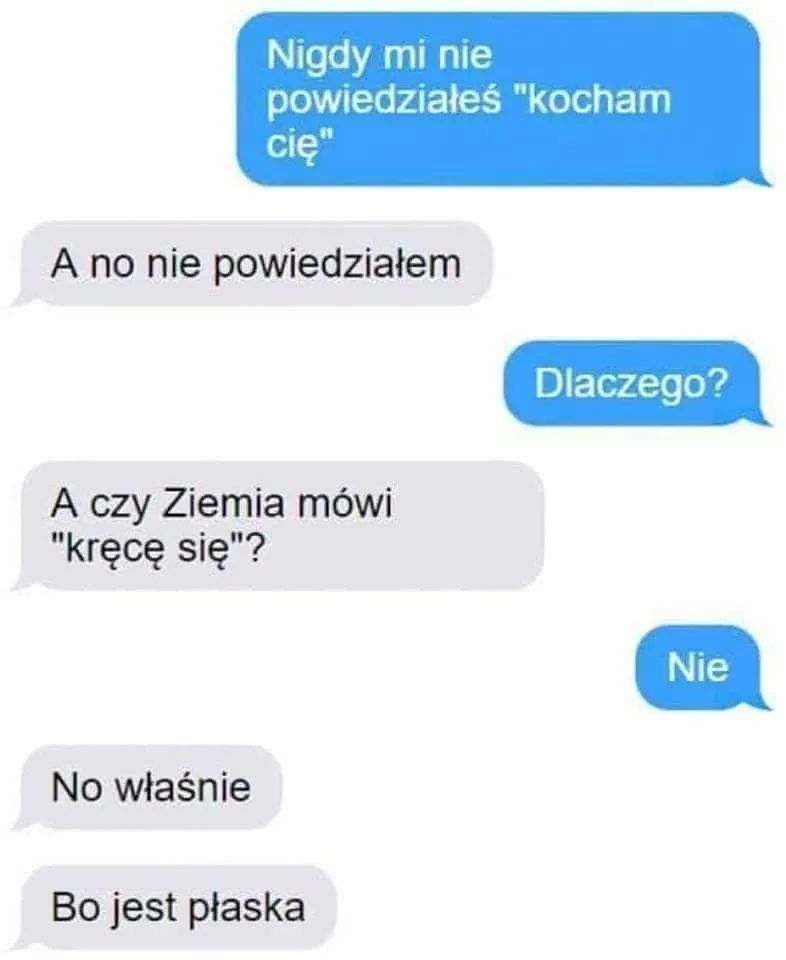 Nigdy mi nie
powiedziałeś "kocham
cię"
A no nie powiedziałem
Dlaczego?
A czy Ziemia mówi
"kręcę się"?
Nie
No właśnie
Bo jest płaska